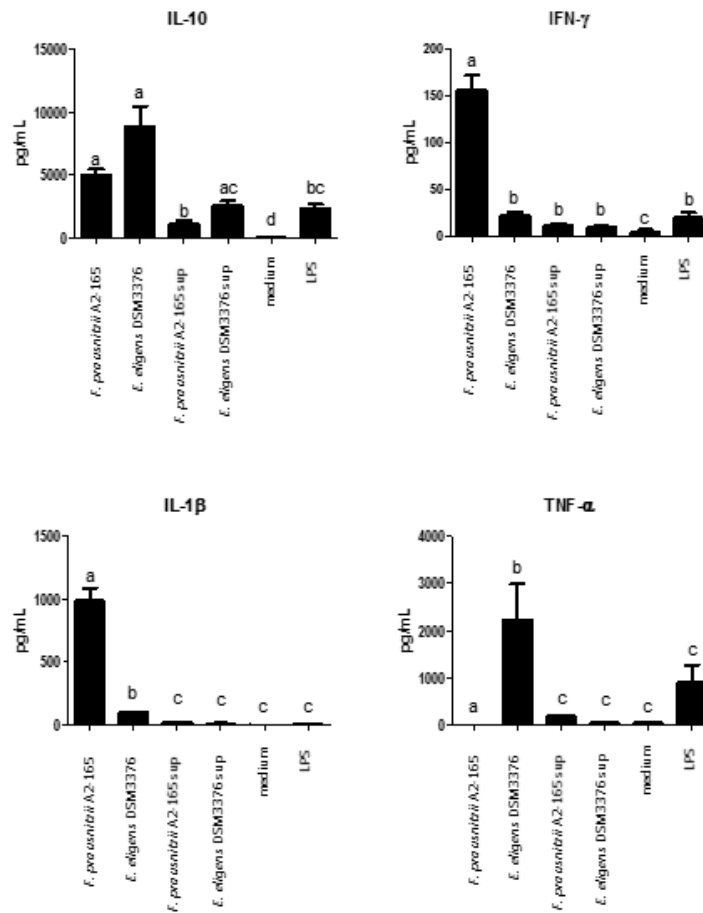 IL-10
15000
10000
5000
0
pg/mL
a
a
b
ac
d
bc
F. prausnitzii A2-165
E. eligens DSM3376
F. prausnitzii A2-165 sup
E. eligens DSM3376 sup
medium
LPS
IFN-γ
200
150
100
50
0
pg/mL
a
b
b
b
c
b
F. prausnitzii A2-165
E. eligens DSM3376
F. prausnitzii A2-165 sup
E. eligens DSM3376 sup
medium
LPS
IL-1β
1500
1000
500
0
pg/mL
a
b
c
c
c
c
F. prausnitzii A2-165
E. eligens DSM3376
F. prausnitzii A2-165 sup
E. eligens DSM3376 sup
medium
LPS
TNF-α
4000
3000
2000
1000
0
pg/mL
a
b
c
c
c
c
F. prausnitzii A2-165
E. eligens DSM3376
F. prausnitzii A2-165 sup
E. eligens DSM3376 sup
medium
LPS